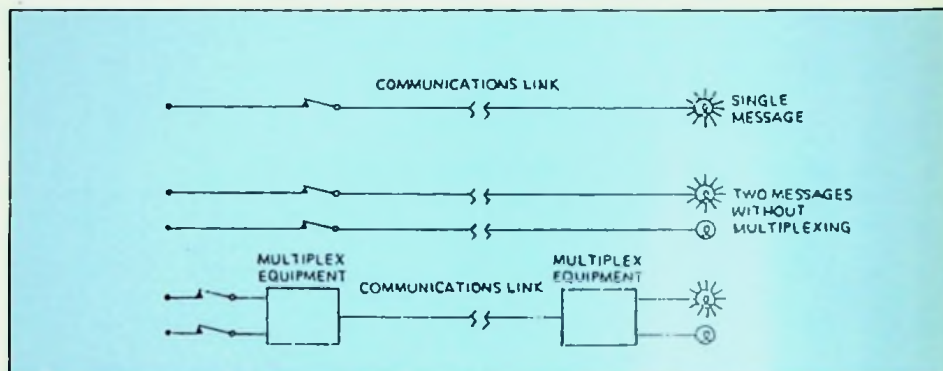 COMMUNICATIONS LINK
SINGLE
MESSAGE
TWO MESSAGES
WITHOUT
MULTIPLEXING
MULTIPLEX
EQUIPMENT
MULTIPLEX
EQUIPMENT
COMMUNICATIONS LINK